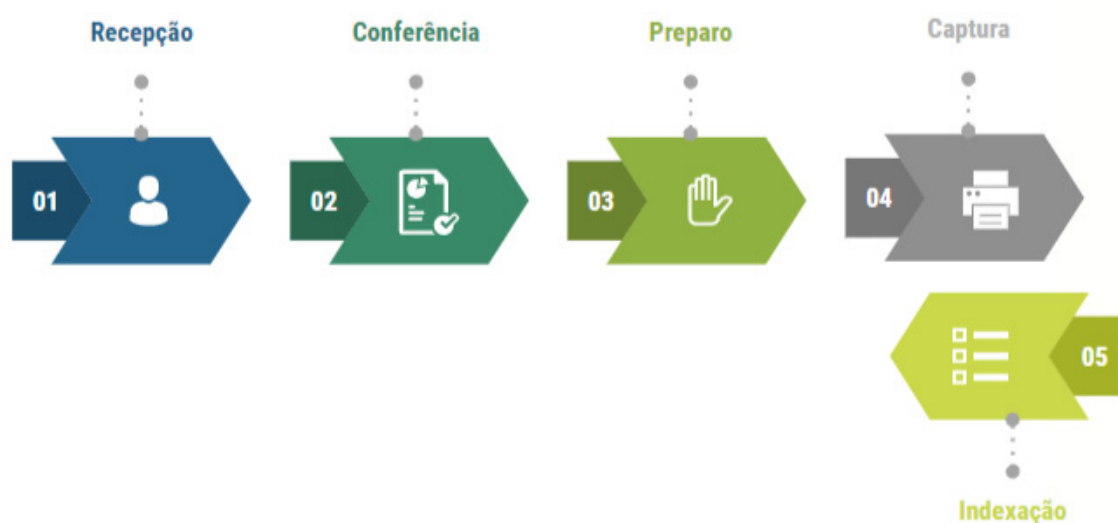 Recepção
Conferência
Preparo
Captura
01
02
03
04
05
Indexação